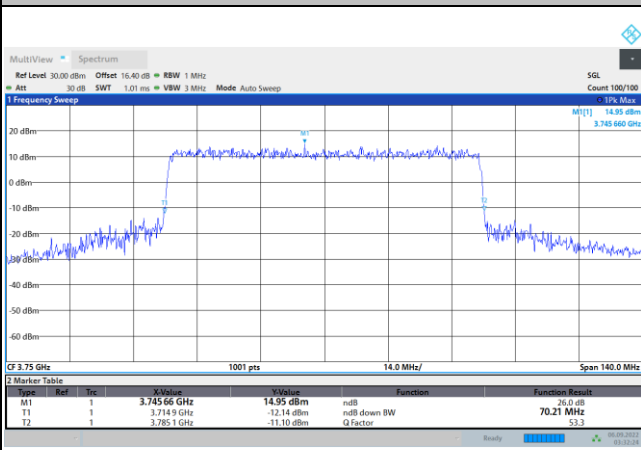 MultiView Spectrum
Ref Level 30.00 dBm Offset 16.40 dB RBW 1 MHz SGL
Att 30 dB SWT 1.01 ms VBW 3 MHz Mode Auto Sweep Count 100/100
1 Frequency Sweep 1Pk Max
M1[1] 14.95 dBm
3.745 660 GHz
20 dBm
M1
10 dBm
0 dBm
T1
T2
-10 dBm
-20 dBm
-30 dBm
-40 dBm
-50 dBm
-60 dBm
CF 3.75 GHz 1001 pts 14.0 MHz/ Span 140.0 MHz
2 Marker Table
Type Ref Trc X-Value Y-Value Function Function Result
M1 1 3.745 66 GHz 14.95 dBm ndB 26.0 dB
T1 1 3.714 9 GHz -12.14 dBm ndB down BW 70.21 MHz
T2 1 3.785 1 GHz -11.10 dBm Q Factor 53.3
Ready 06.09.2022
03:32:24